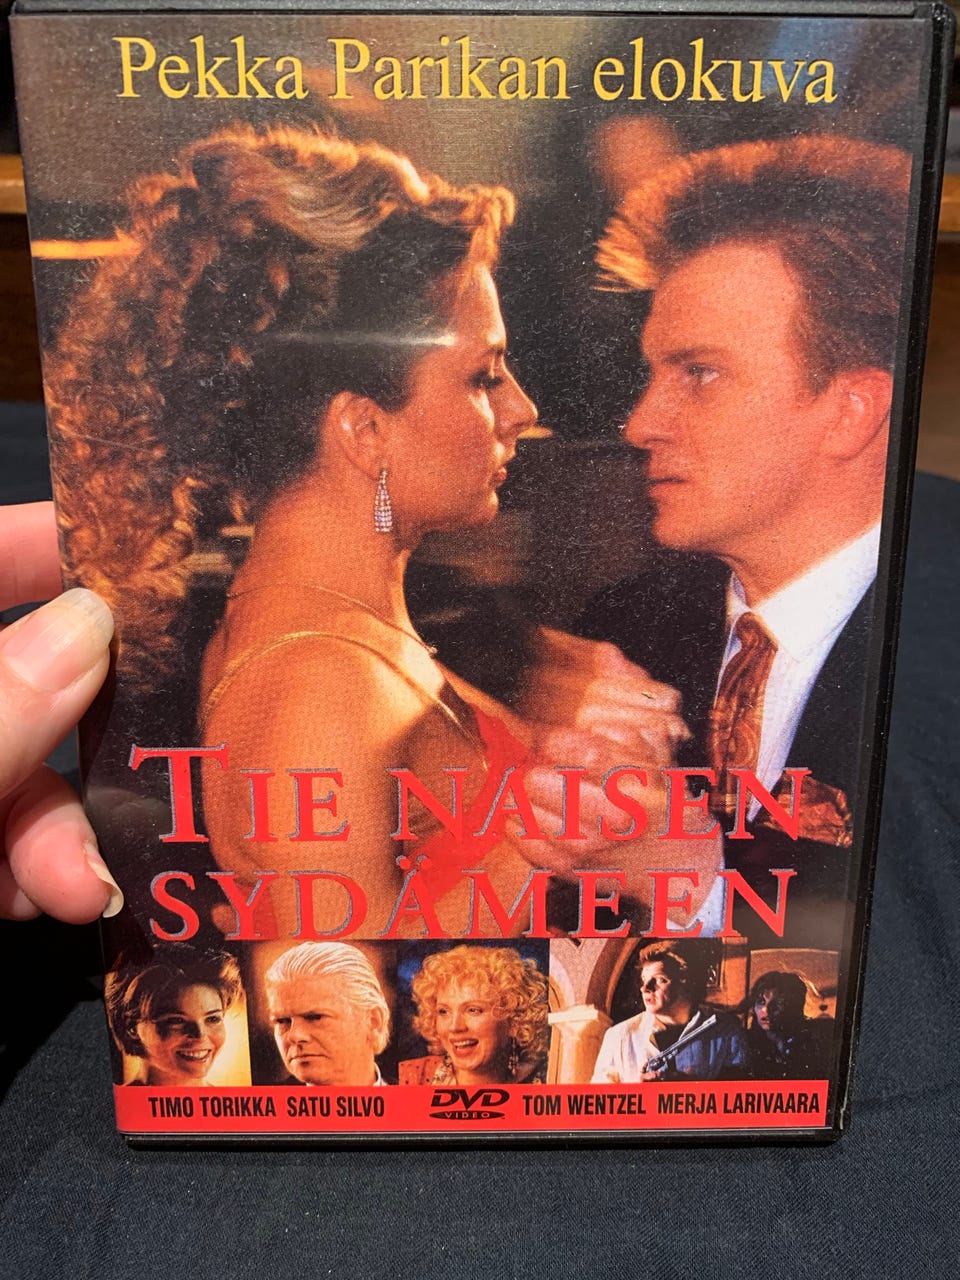 Pekka Parikan elokuva
TIE NAISEN
SYDÄMEEN
TIMO TORIKKA SATU SILVO DVD VIDEO TOM WENTZEL MERJA LARIVAARA